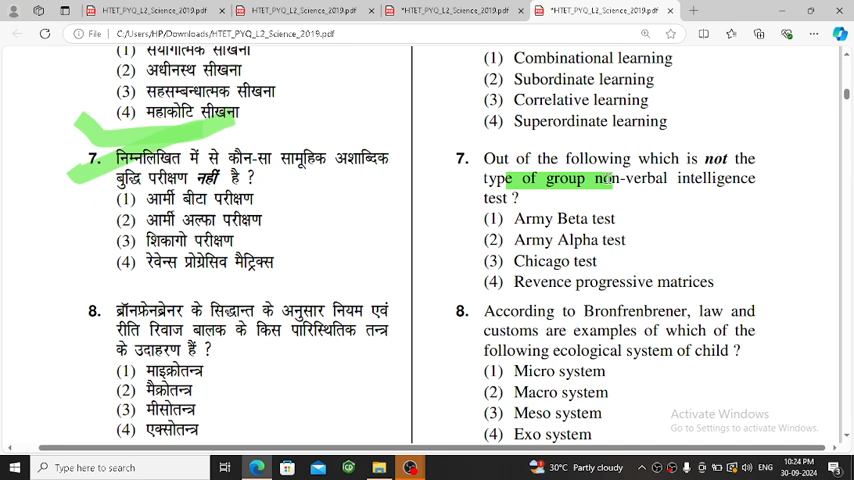 HTET_PYQ_L2_Science_2019.pdf
HTET_PYQ_L2_Science_2019.pdf
*HTET_PYQ_L2_Science_2019.pdf
*HTET_PYQ_L2_Science_2019.pdf
File
C:/Users/HP/Downloads/HTET_PYQ_L2_Science_2019.pdf
(1) संयोगात्मक सीखना
(2) अधीनस्थ सीखना
(3) सहसम्बन्धात्मक सीखना
(4) महाकोटि सीखना
7. निम्नलिखित में से कौन-सा सामूहिक अशाब्दिक
बुद्धि परीक्षण नहीं है ?
(1) आर्मी बीटा परीक्षण
(2) आर्मी अल्फा परीक्षण
(3) शिकागो परीक्षण
(4) रेवेन्स प्रोग्रेसिव मैट्रिक्स
8. ब्रॉनफ्रेनब्रेनर के सिद्धान्त के अनुसार नियम एवं
रीति रिवाज बालक के किस पारिस्थितिक तन्त्र
के उदाहरण हैं ?
(1) माइक्रोतन्त्र
(2) मैक्रोतन्त्र
(3) मीसोतन्त्र
(4) एक्सोतन्त्र
(1) Combinational learning
(2) Subordinate learning
(3) Correlative learning
(4) Superordinate learning
7. Out of the following which is not the
type of group non-verbal intelligence
test ?
(1) Army Beta test
(2) Army Alpha test
(3) Chicago test
(4) Revence progressive matrices
8. According to Bronfrenbrener, law and
customs are examples of which of the
following ecological system of child ?
(1) Micro system
(2) Macro system
(3) Meso system
(4) Exo system
Activate Windows
Go to Settings to activate Windows.
Type here to search
30°C Partly cloudy
ENG
10:24 PM
30-09-2024
3